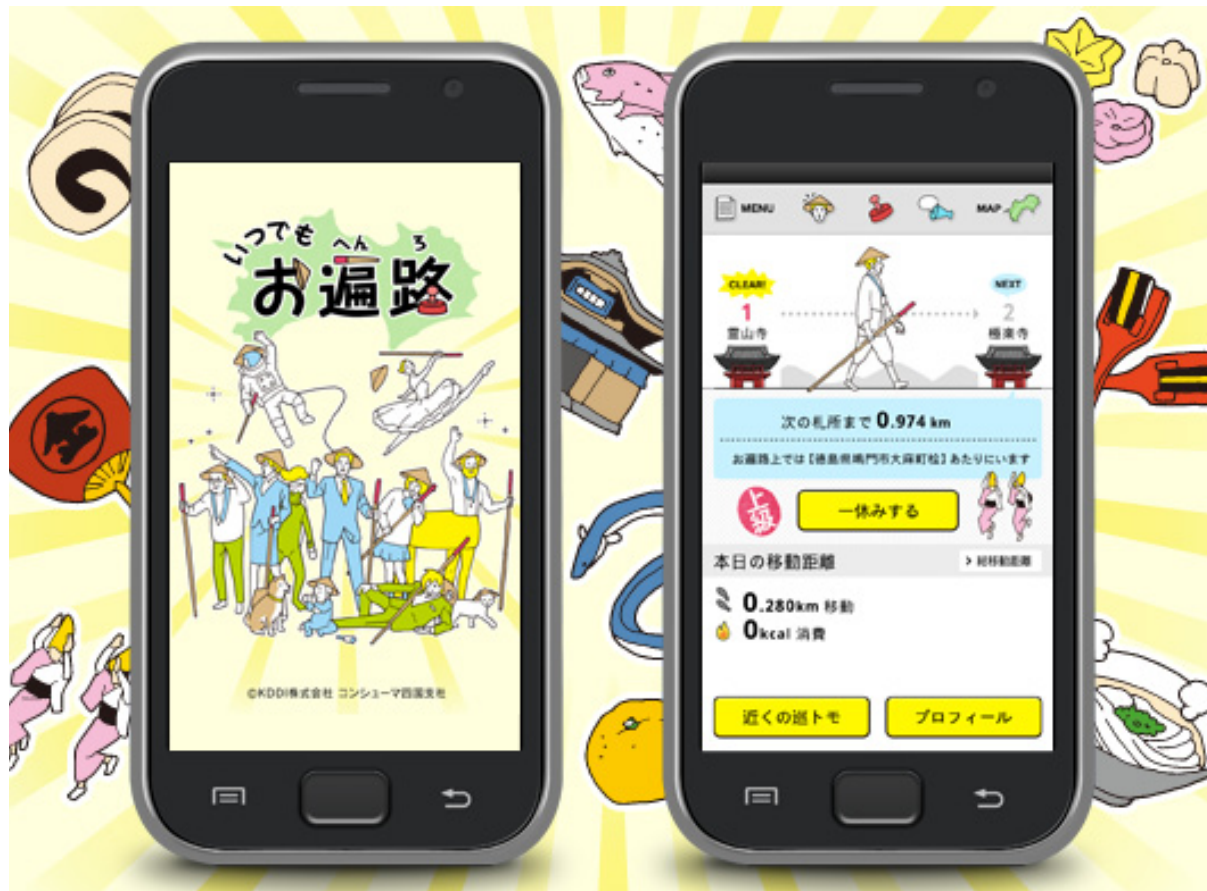 いつでも
へんろ
お遍路
©KDDI株式会社 コンシューマ四国支社
MENU
MAP
CLEAR!
NEXT
1
2
霊山寺
極楽寺
次の札所まで 0.974 km
お遍路上では【徳島県鳴門市大麻町桧】あたりにいます
上級
一休みする
本日の移動距離
> 総移動距離
0.280km 移動
0kcal 消費
近くの巡トモ
プロフィール